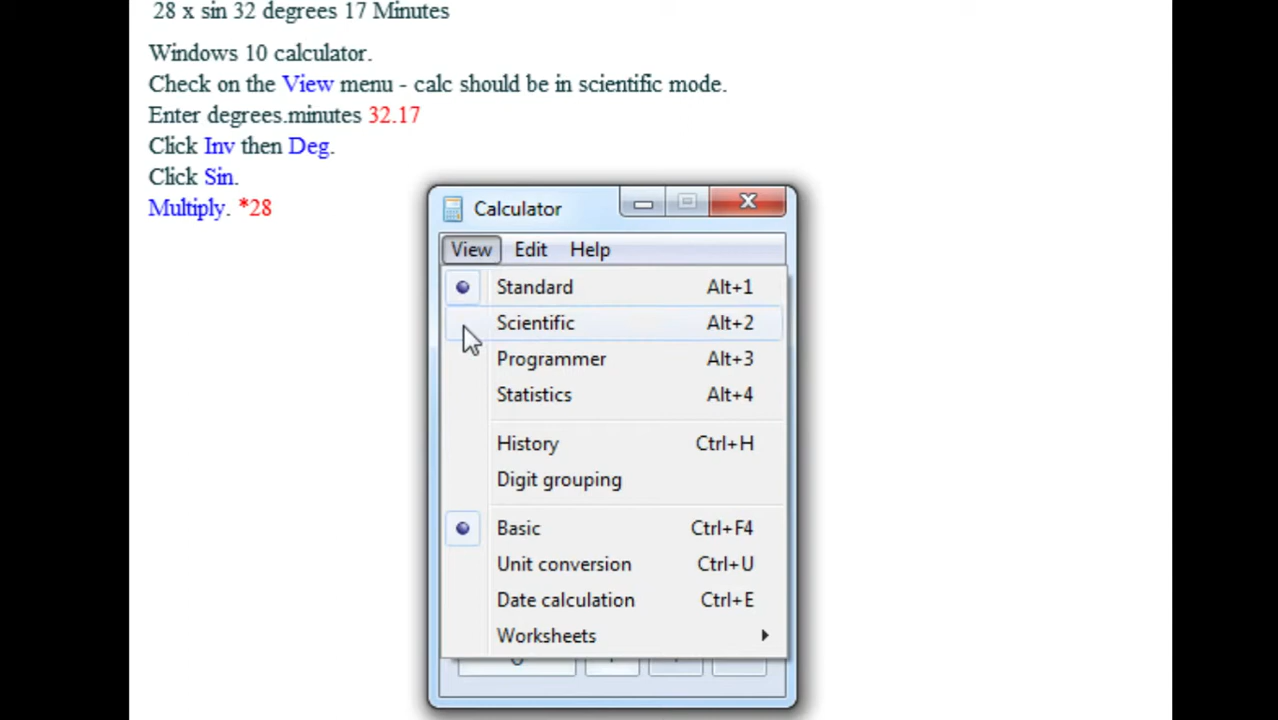 28 x sin 32 degrees 17 Minutes
Windows 10 calculator.
Check on the View menu - calc should be in scientific mode.
Enter degrees.minutes 32.17
Click Inv then Deg.
Click Sin.
Multiply. *28
Calculator
View Edit Help
Standard Alt+1
Scientific Alt+2
Programmer Alt+3
Statistics Alt+4
History Ctrl+H
Digit grouping
Basic Ctrl+F4
Unit conversion Ctrl+U
Date calculation Ctrl+E
Worksheets